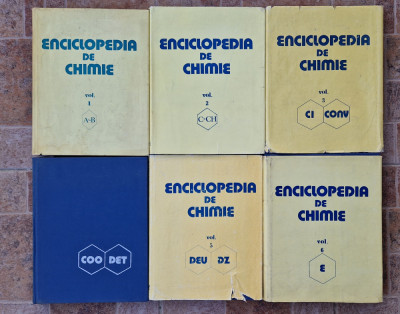 ENCICLOPEDIA
DE
CHIMIE
vol.
1
A-B
ENCICLOPEDIA
DE
CHIMIE
vol.
2
C-CH
ENCICLOPEDIA
DE
CHIMIE
vol.
3
CI CONV
COO DET
ENCICLOPEDIA
DE
CHIMIE
vol.
5
DEU DZ
ENCICLOPEDIA
DE
CHIMIE
vol.
6
E